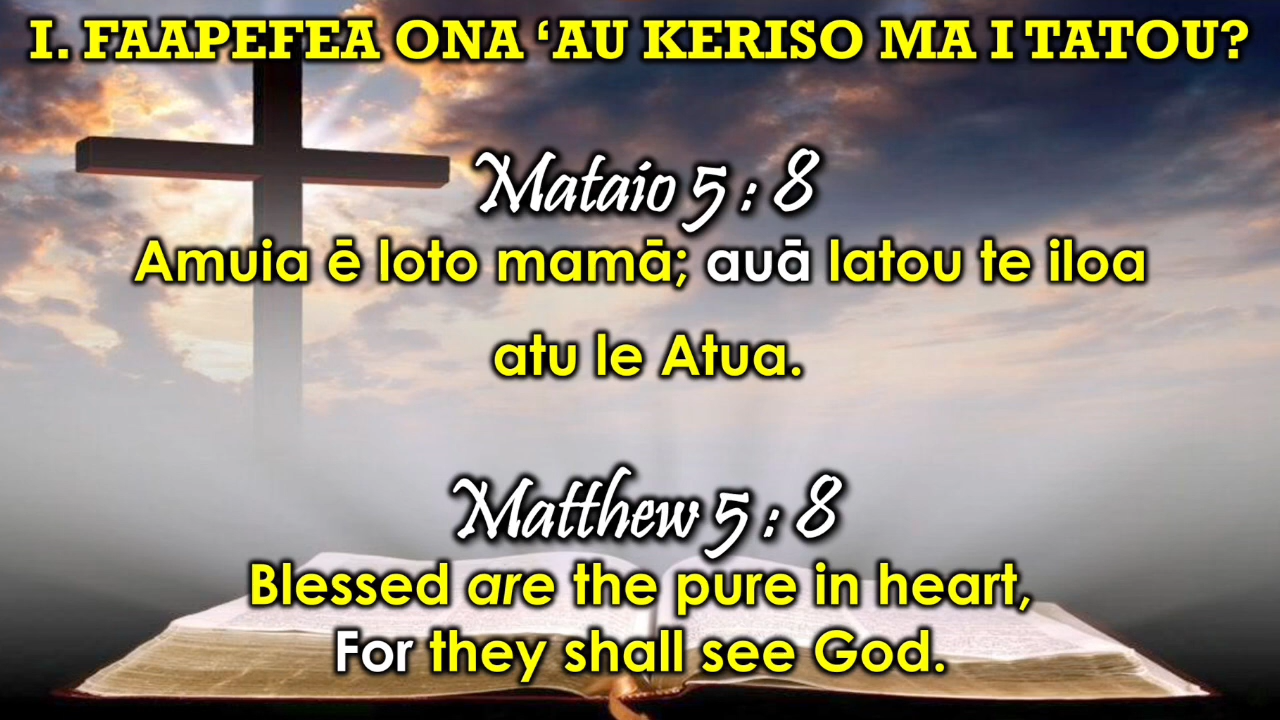 I. FAAPEFEA ONA ‘AU KERISO MA I TATOU?
Mataio 5 : 8
Amuia ē loto mamā; auā latou te iloa
atu le Atua.
Matthew 5 : 8
Blessed are the pure in heart,
For they shall see God.